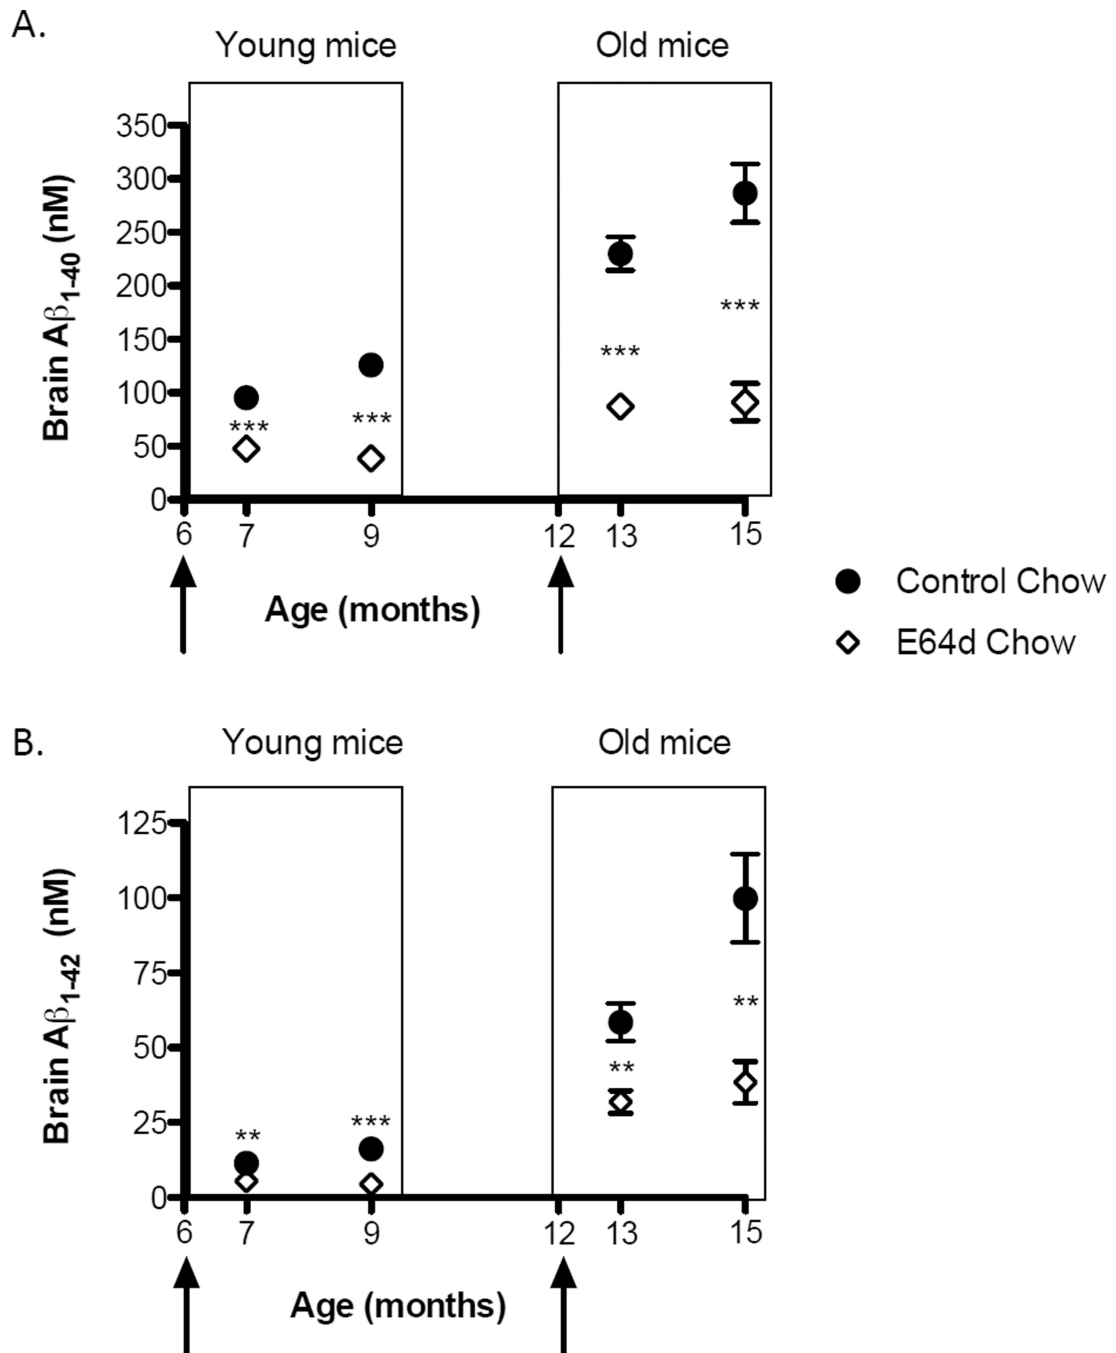 A.
Young mice Old mice
350
300
250
200
150
100
50
0
Brain Aβ1-40 (nM)
***
***
***
***
6 7 9 12 13 15
Age (months)
Control Chow
E64d Chow
B.
Young mice Old mice
125
100
75
50
25
0
Brain Aβ1-42 (nM)
**
***
**
**
6 7 9 12 13 15
Age (months)